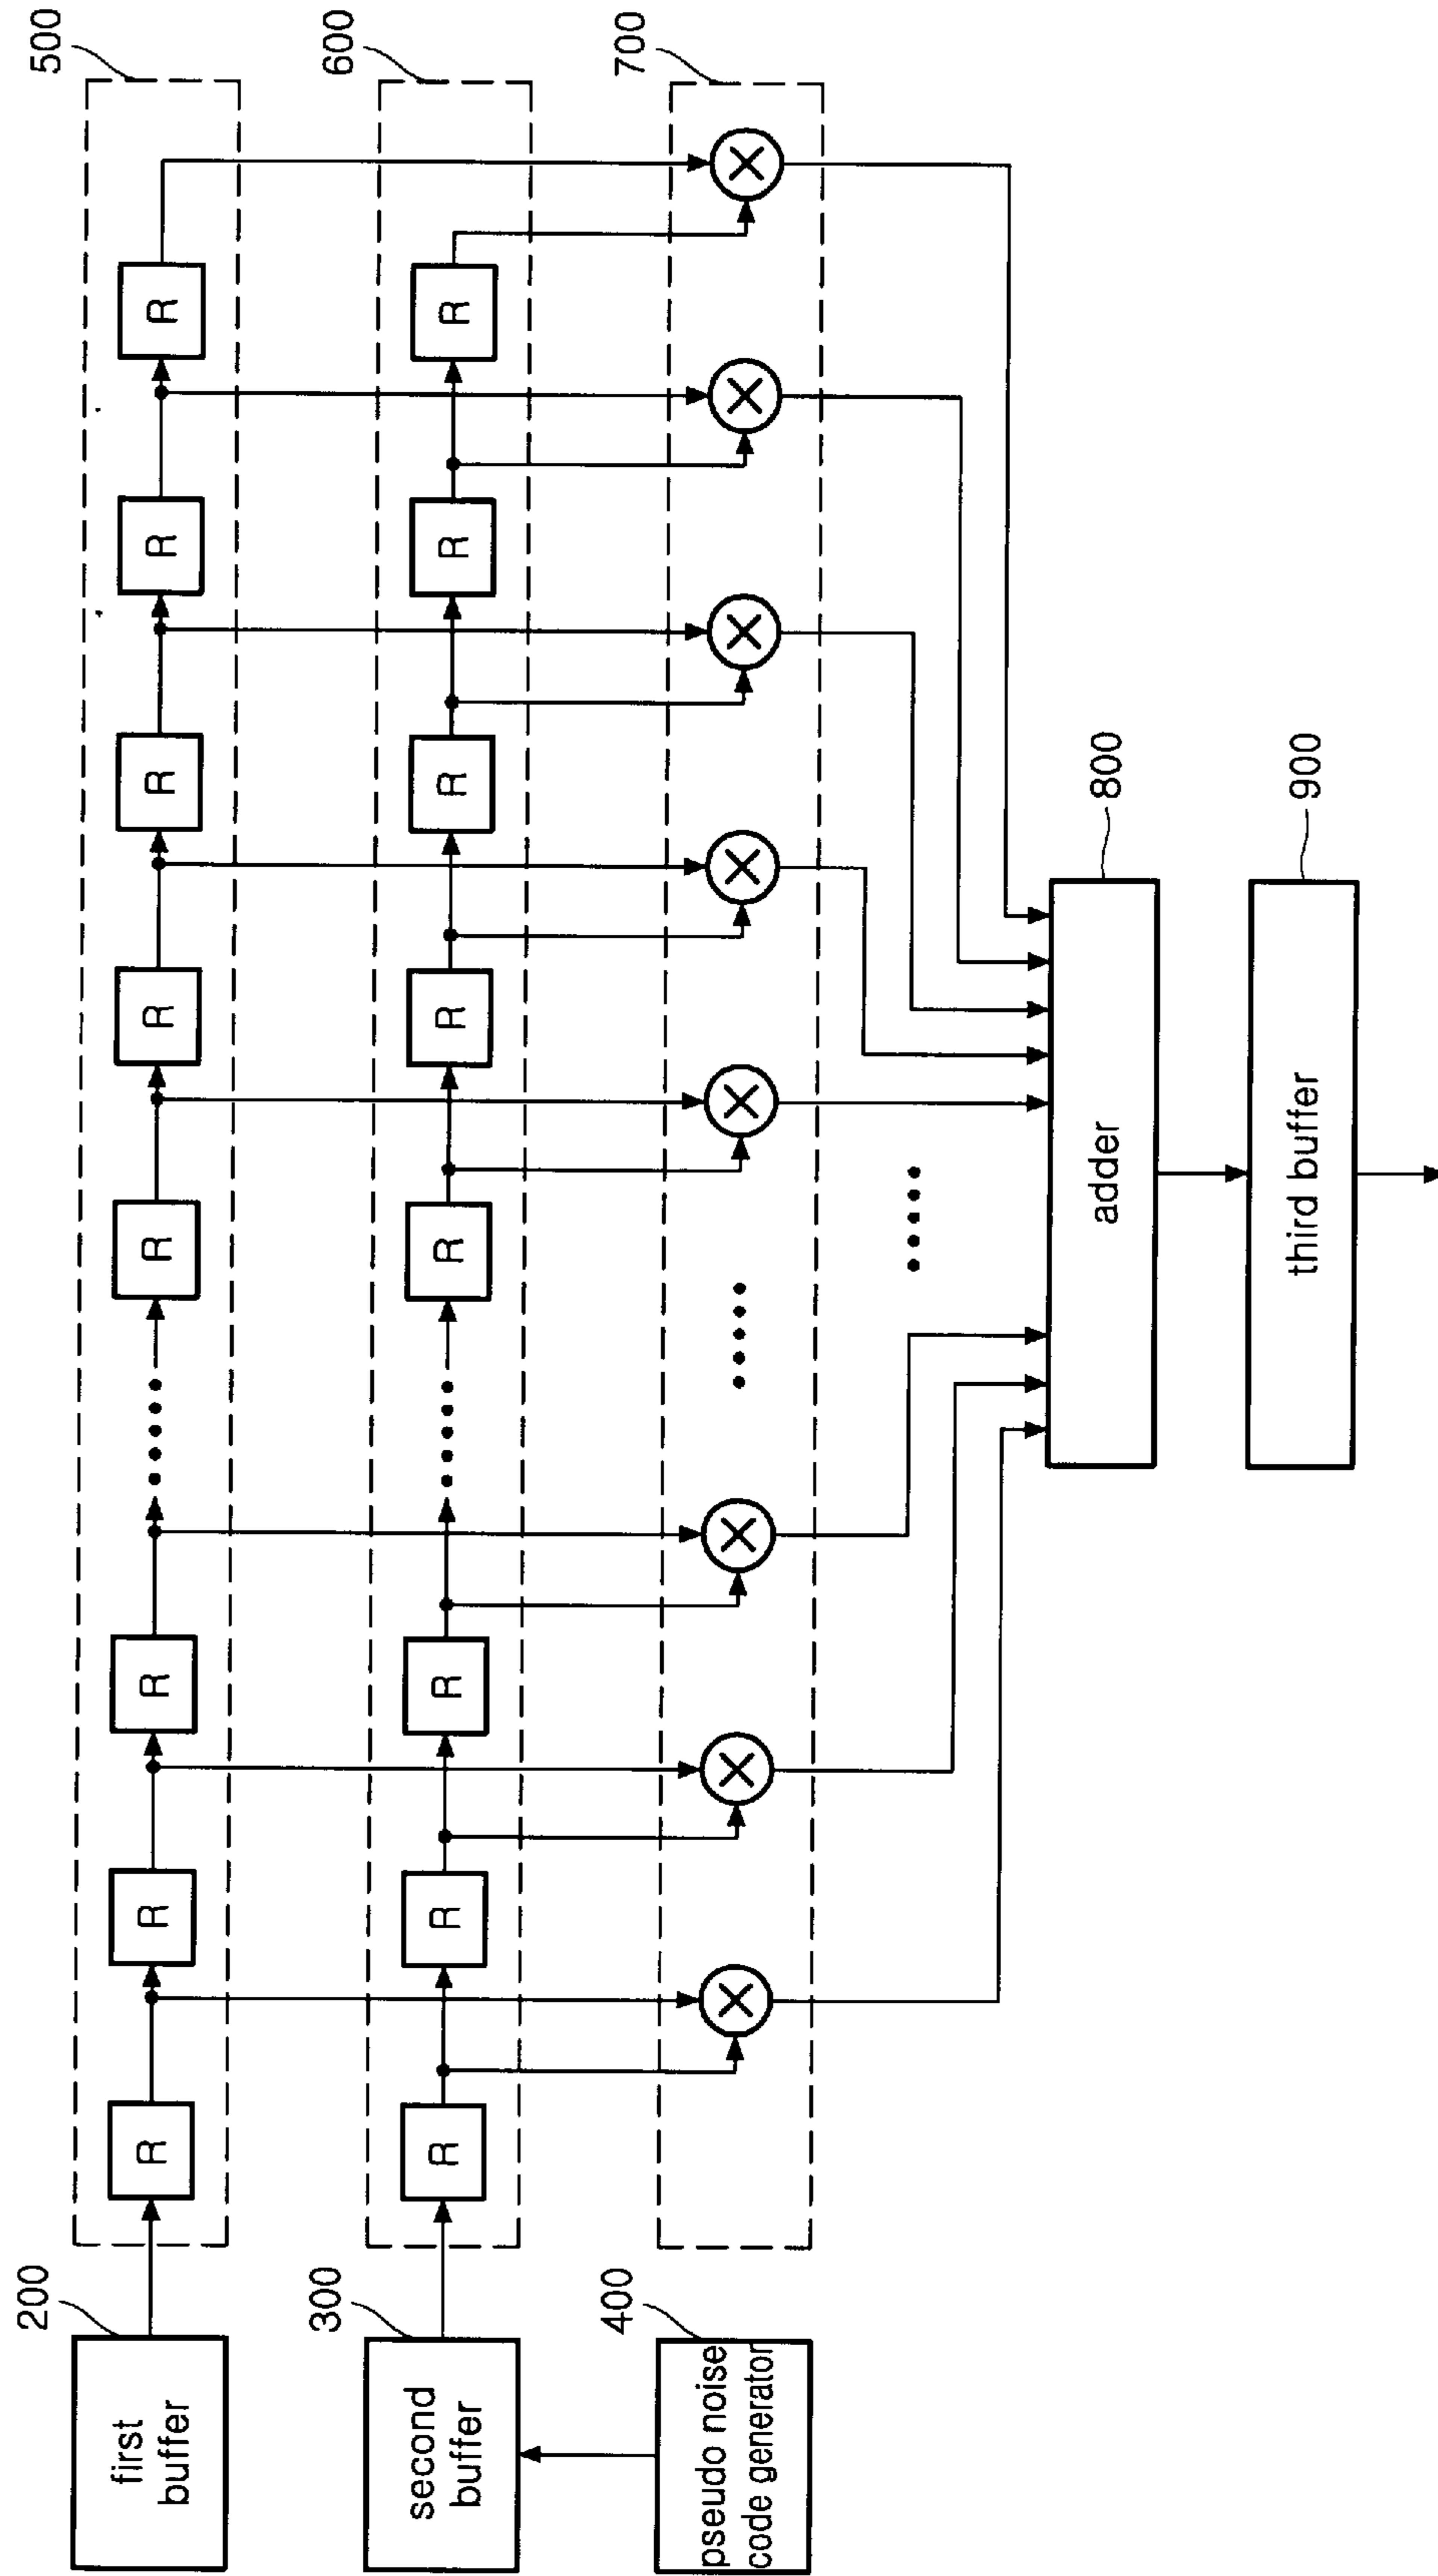 200
500
first
buffer
R
R
R
R
R
R
R
R
300
600
second
buffer
R
R
R
R
R
R
R
R
400
700
pseudo noise
code generator
adder
800
third buffer
900